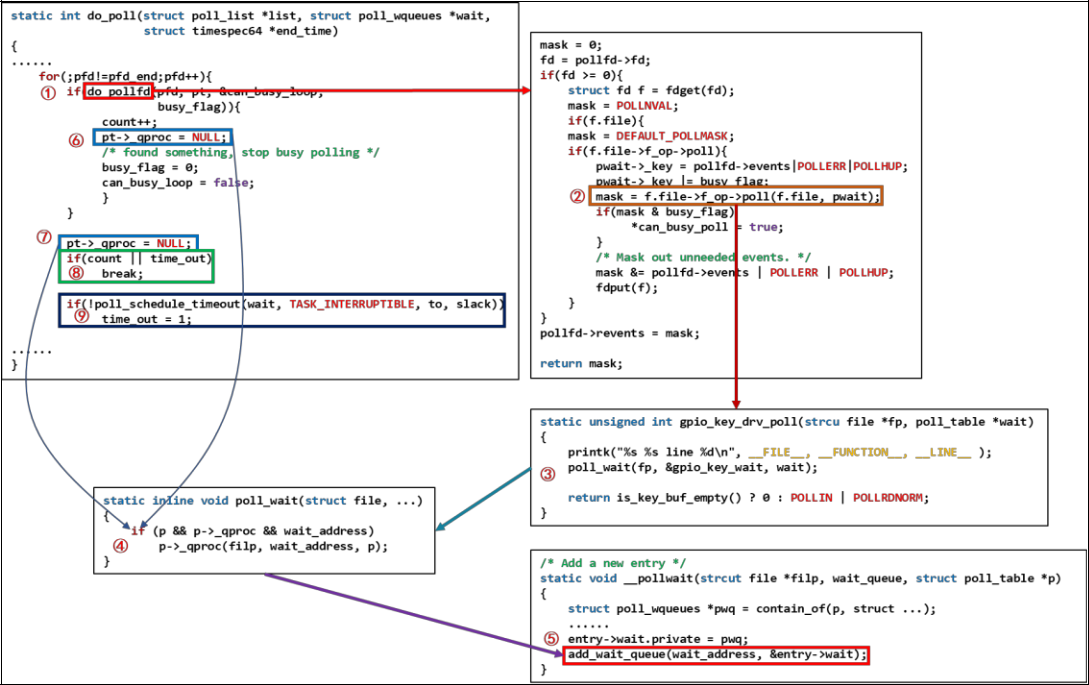 static int do_poll(struct poll_list *list, struct poll_wqueues *wait,
struct timespec64 *end_time)
{
......
for(;pfd!=pfd_end;pfd++){
① if(do_pollfd(pfd, pt, &can_busy_loop,
busy_flag)){
count++;
⑥ pt->_qproc = NULL;
/* found something, stop busy polling */
busy_flag = 0;
can_busy_loop = false;
}
}
⑦ pt->_qproc = NULL;
if(count || time_out)
⑧ break;
if(!poll_schedule_timeout(wait, TASK_INTERRUPTIBLE, to, slack))
⑨ time_out = 1;
......
}
mask = 0;
fd = pollfd->fd;
if(fd >= 0){
struct fd f = fdget(fd);
mask = POLLNVAL;
if(f.file){
mask = DEFAULT_POLLMASK;
if(f.file->f_op->poll){
pwait->_key = pollfd->events|POLLERR|POLLHUP;
pwait->_key |= busy_flag;
② mask = f.file->f_op->poll(f.file, pwait);
if(mask & busy_flag)
*can_busy_poll = true;
}
/* Mask out unneeded events. */
mask &= pollfd->events | POLLERR | POLLHUP;
fdput(f);
}
}
pollfd->revents = mask;
return mask;
static unsigned int gpio_key_drv_poll(strcu file *fp, poll_table *wait)
{
printk("%s %s line %d\n", __FILE__, __FUNCTION__, __LINE__ );
③ poll_wait(fp, &gpio_key_wait, wait);
return is_key_buf_empty() ? 0 : POLLIN | POLLRDNORM;
}
static inline void poll_wait(struct file, ...)
{
if (p && p->_qproc && wait_address)
④ p->_qproc(filp, wait_address, p);
}
/* Add a new entry */
static void __pollwait(strcut file *filp, wait_queue, struct poll_table *p)
{
struct poll_wqueues *pwq = contain_of(p, struct ...);
......
⑤ entry->wait.private = pwq;
add_wait_queue(wait_address, &entry->wait);
}